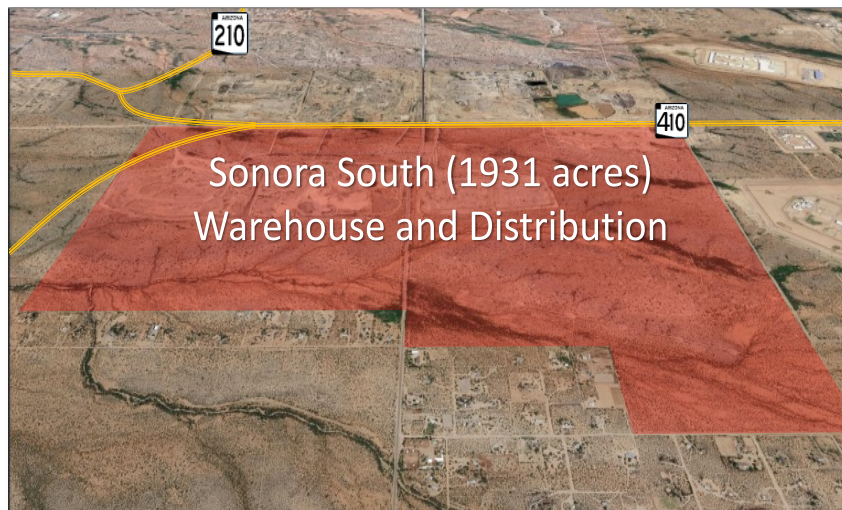 ARIZONA
210
ARIZONA
410
Sonora South (1931 acres)
Warehouse and Distribution